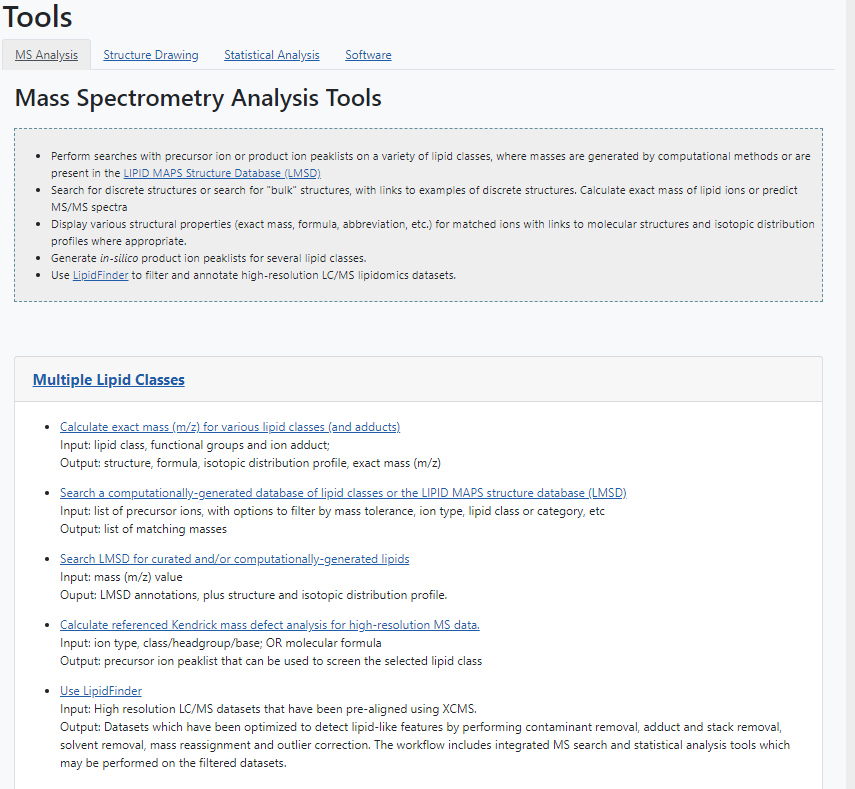 Tools
MS Analysis Structure Drawing Statistical Analysis Software
Mass Spectrometry Analysis Tools
• Perform searches with precursor ion or product ion peaklists on a variety of lipid classes, where masses are generated by computational methods or are
present in the LIPID MAPS Structure Database (LMSD)
• Search for discrete structures or search for "bulk" structures, with links to examples of discrete structures. Calculate exact mass of lipid ions or predict
MS/MS spectra
• Display various structural properties (exact mass, formula, abbreviation, etc.) for matched ions with links to molecular structures and isotopic distribution
profiles where appropriate.
• Generate in-silico product ion peaklists for several lipid classes.
• Use LipidFinder to filter and annotate high-resolution LC/MS lipidomics datasets.
Multiple Lipid Classes
• Calculate exact mass (m/z) for various lipid classes (and adducts)
Input: lipid class, functional groups and ion adduct;
Output: structure, formula, isotopic distribution profile, exact mass (m/z)
• Search a computationally-generated database of lipid classes or the LIPID MAPS structure database (LMSD)
Input: list of precursor ions, with options to filter by mass tolerance, ion type, lipid class or category, etc
Output: list of matching masses
• Search LMSD for curated and/or computationally-generated lipids
Input: mass (m/z) value
Ouput: LMSD annotations, plus structure and isotopic distribution profile.
• Calculate referenced Kendrick mass defect analysis for high-resolution MS data.
Input: ion type, class/headgroup/base; OR molecular formula
Output: precursor ion peaklist that can be used to screen the selected lipid class
• Use LipidFinder
Input: High resolution LC/MS datasets that have been pre-aligned using XCMS.
Output: Datasets which have been optimized to detect lipid-like features by performing contaminant removal, adduct and stack removal,
solvent removal, mass reassignment and outlier correction. The workflow includes integrated MS search and statistical analysis tools which
may be performed on the filtered datasets.